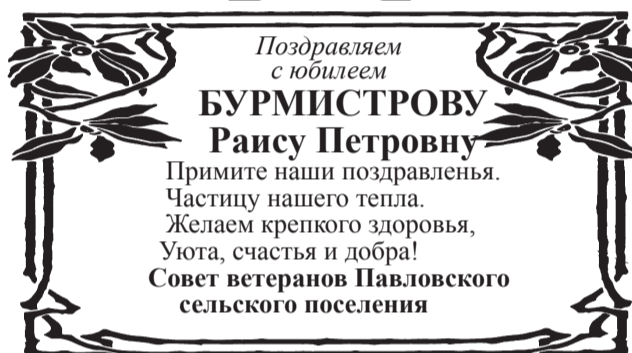 Поздравляем
с юбилеем
БУРМИСТРОВУ
Раису Петровну
Примите наши поздравленья.
Частицу нашего тепла.
Желаем крепкого здоровья,
Уюта, счастья и добра!
Совет ветеранов Павловского
сельского поселения